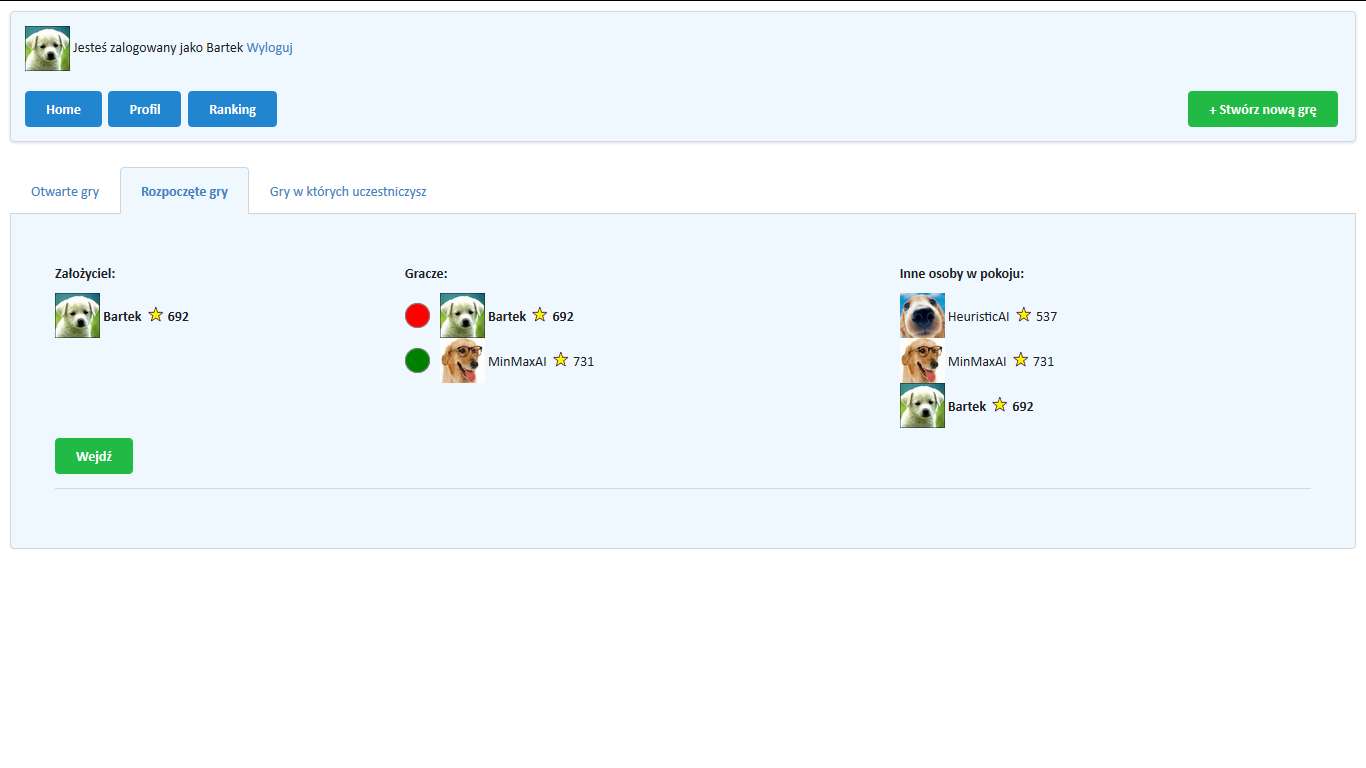 Jesteś zalogowany jako Bartek Wyloguj
Home Profil Ranking + Stwórz nową grę
Otwarte gry Rozpoczęte gry Gry w których uczestniczysz
Założyciel: Gracze: Inne osoby w pokoju:
Bartek 692 Bartek 692 HeuristicAI 537
MinMaxAI 731 MinMaxAI 731
Bartek 692
Wejdź